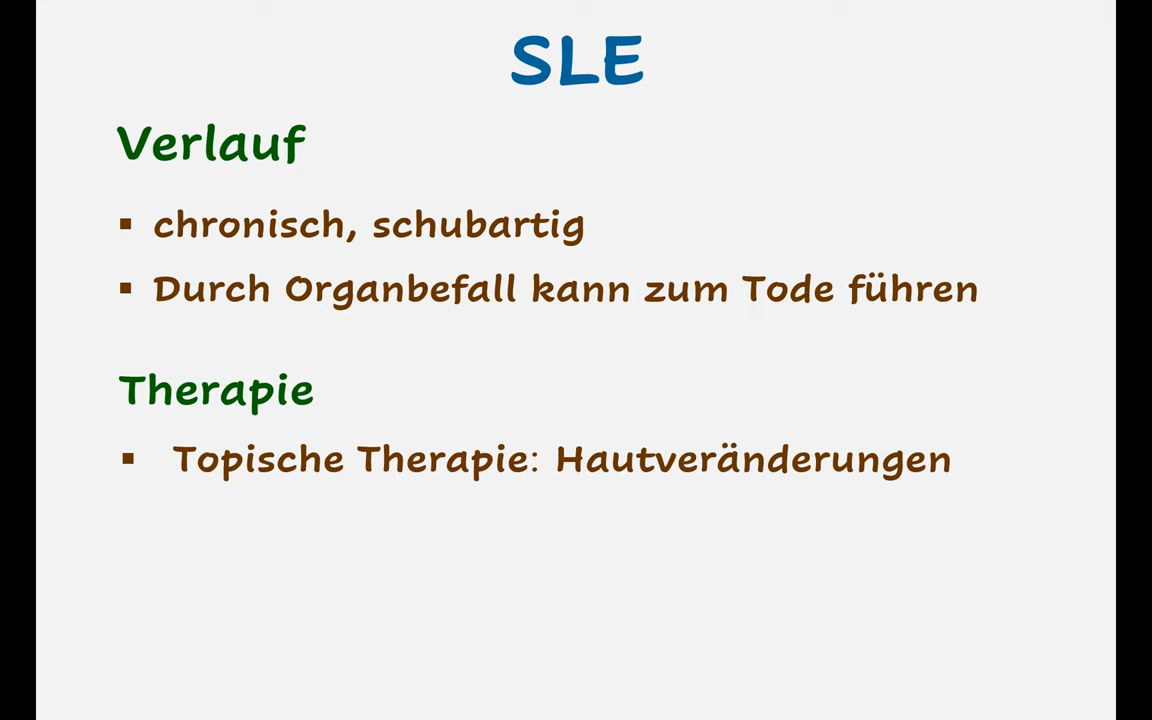 SLE
Verlauf
▪ chronisch, schubartig
▪ Durch Organbefall kann zum Tode führen
Therapie
▪ Topische Therapie: Hautveränderungen